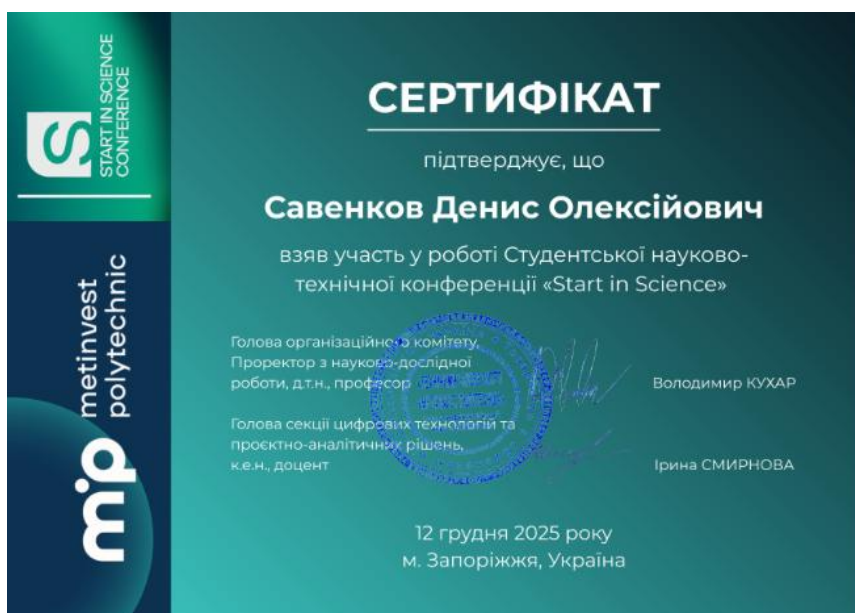 START IN SCIENCE
CONFERENCE
metinvest
polytechnic
mip
СЕРТИФІКАТ
підтверджує, що
Савенков Денис Олексійович
взяв участь у роботі Студентської науково-
технічної конференції «Start in Science»
Голова організаційного комітету,
Проректор з науково-дослідної
роботи, д.т.н., професор
Володимир КУХАР
Голова секції цифрових технологій та
проєктно-аналітичних рішень,
к.е.н., доцент
Ірина СМИРНОВА
12 грудня 2025 року
м. Запоріжжя, Україна